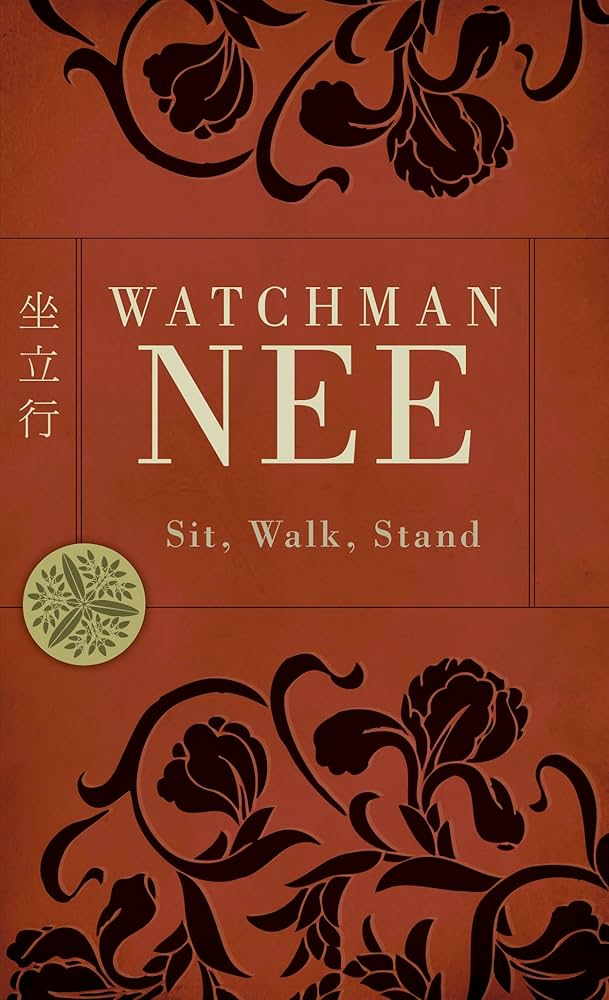 坐立行
WATCHMAN
NEE
Sit, Walk, Stand